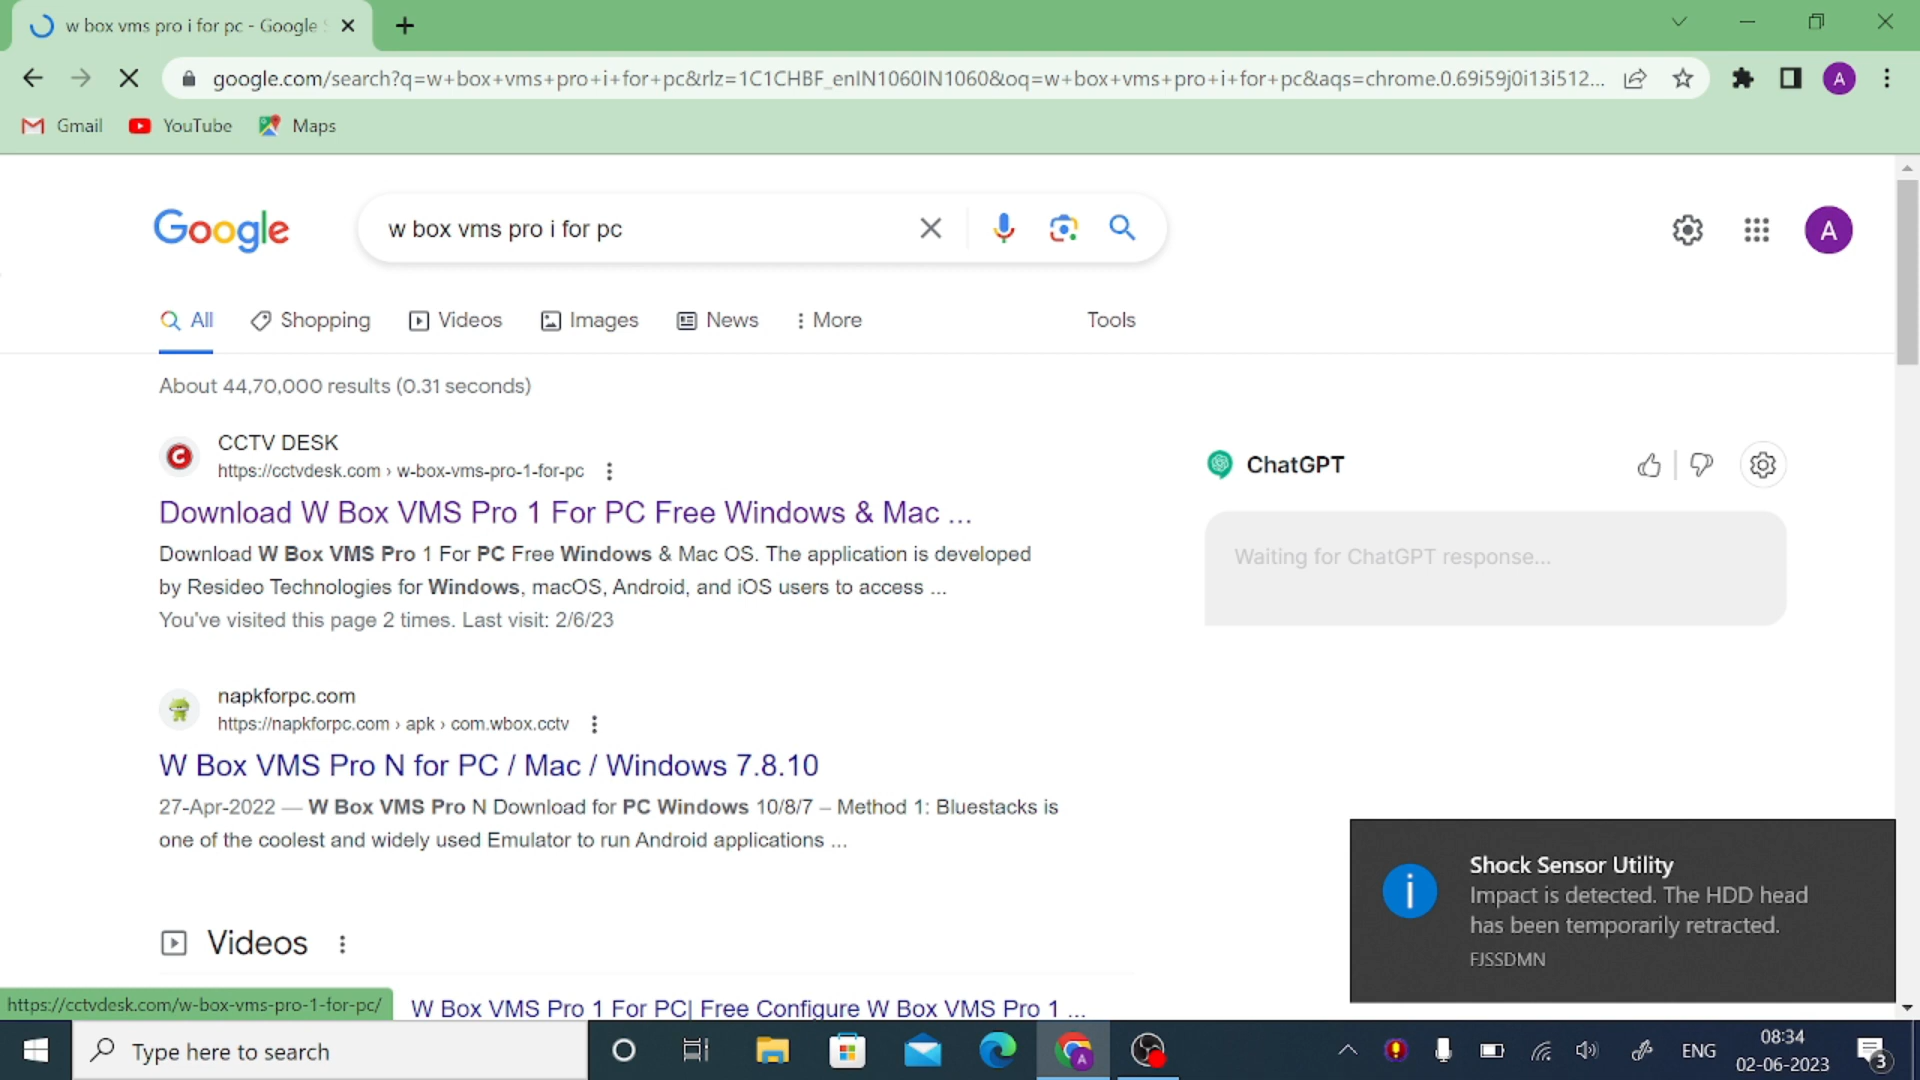 w box vms pro i for pc - Google
google.com/search?q=w+box+vms+pro+i+for+pc&rlz=1C1CHBF_enIN1060IN1060&oq=w+box+vms+pro+i+for+pc&aqs=chrome.0.69i59j0i13i512...
A
Gmail
YouTube
Maps
Google
w box vms pro i for pc
A
All
Shopping
Videos
Images
News
More
Tools
About 44,70,000 results (0.31 seconds)
CCTV DESK
https://cctvdesk.com › w-box-vms-pro-1-for-pc
Download W Box VMS Pro 1 For PC Free Windows & Mac ...
Download W Box VMS Pro 1 For PC Free Windows & Mac OS. The application is developed
by Resideo Technologies for Windows, macOS, Android, and iOS users to access ...
You've visited this page 2 times. Last visit: 2/6/23
ChatGPT
Waiting for ChatGPT response...
napkforpc.com
https://napkforpc.com › apk › com.wbox.cctv
W Box VMS Pro N for PC / Mac / Windows 7.8.10
27-Apr-2022 — W Box VMS Pro N Download for PC Windows 10/8/7 – Method 1: Bluestacks is
one of the coolest and widely used Emulator to run Android applications ...
Videos
W Box VMS Pro 1 For PC| Free Configure W Box VMS Pro 1 ...
Shock Sensor Utility
Impact is detected. The HDD head
has been temporarily retracted.
FJSSDMN
https://cctvdesk.com/w-box-vms-pro-1-for-pc/
Type here to search
A
ENG
08:34
02-06-2023
3